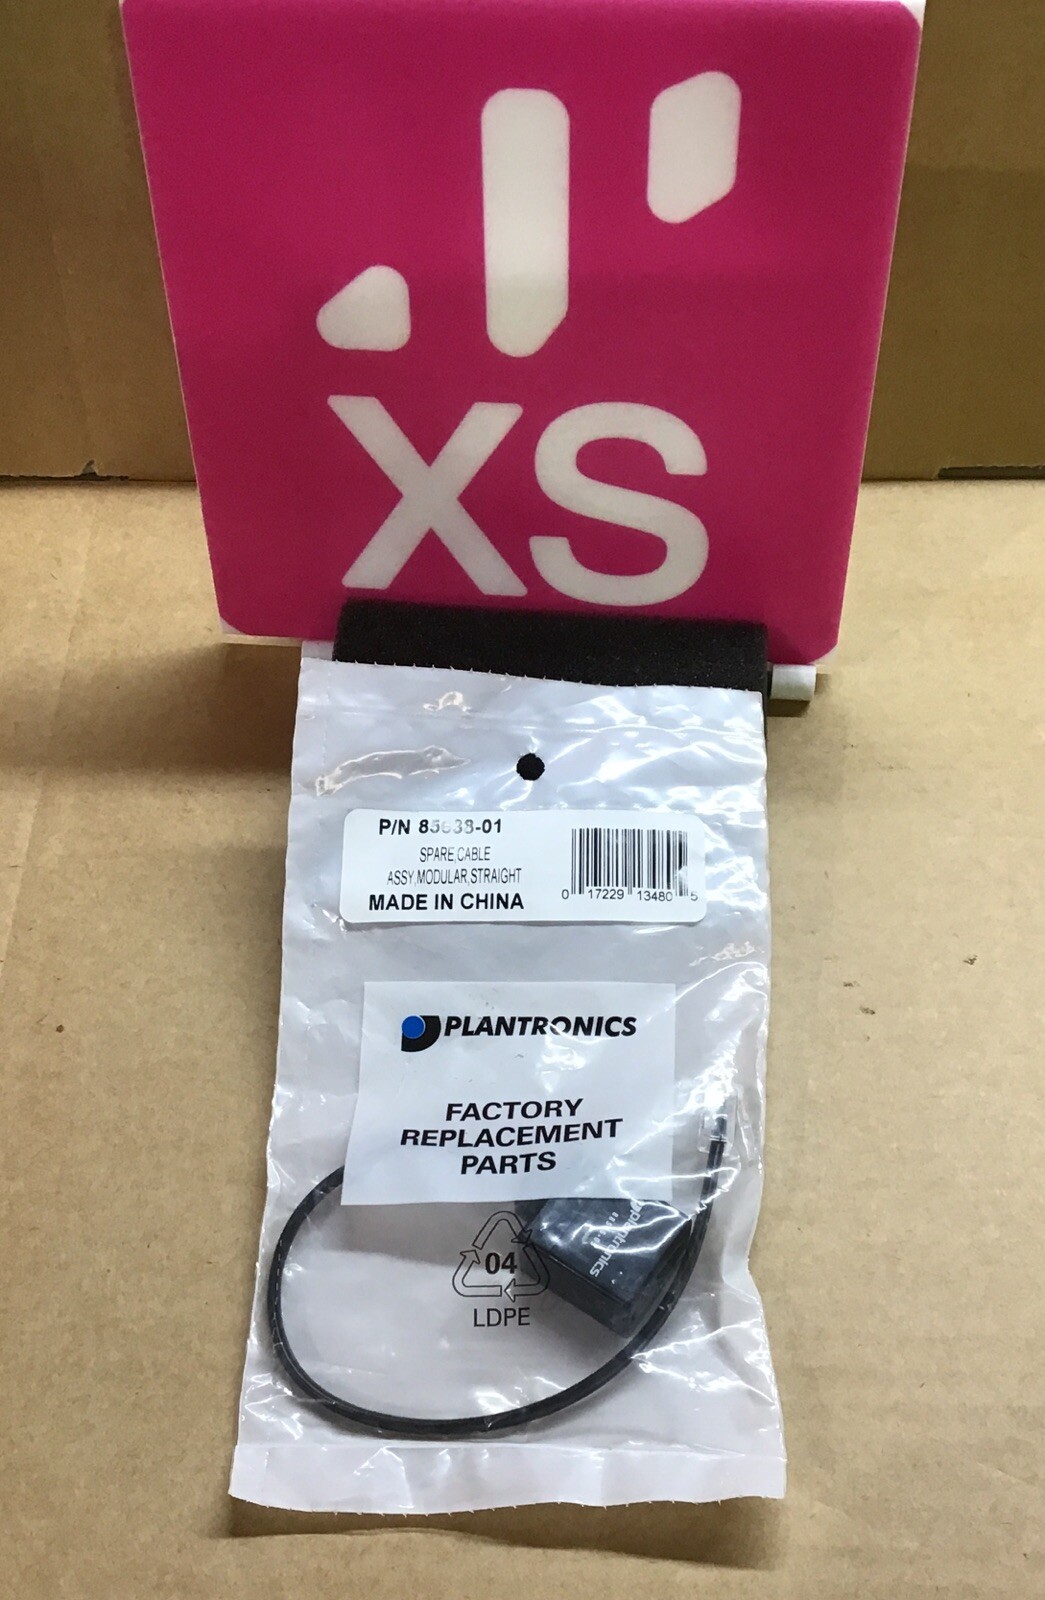 XS
P/N 85638-01
SPARE,CABLE
ASSY,MODULAR,STRAIGHT
MADE IN CHINA
0 17229 13480 5
PLANTRONICS
FACTORY
REPLACEMENT
PARTS
plantronics
04
LDPE